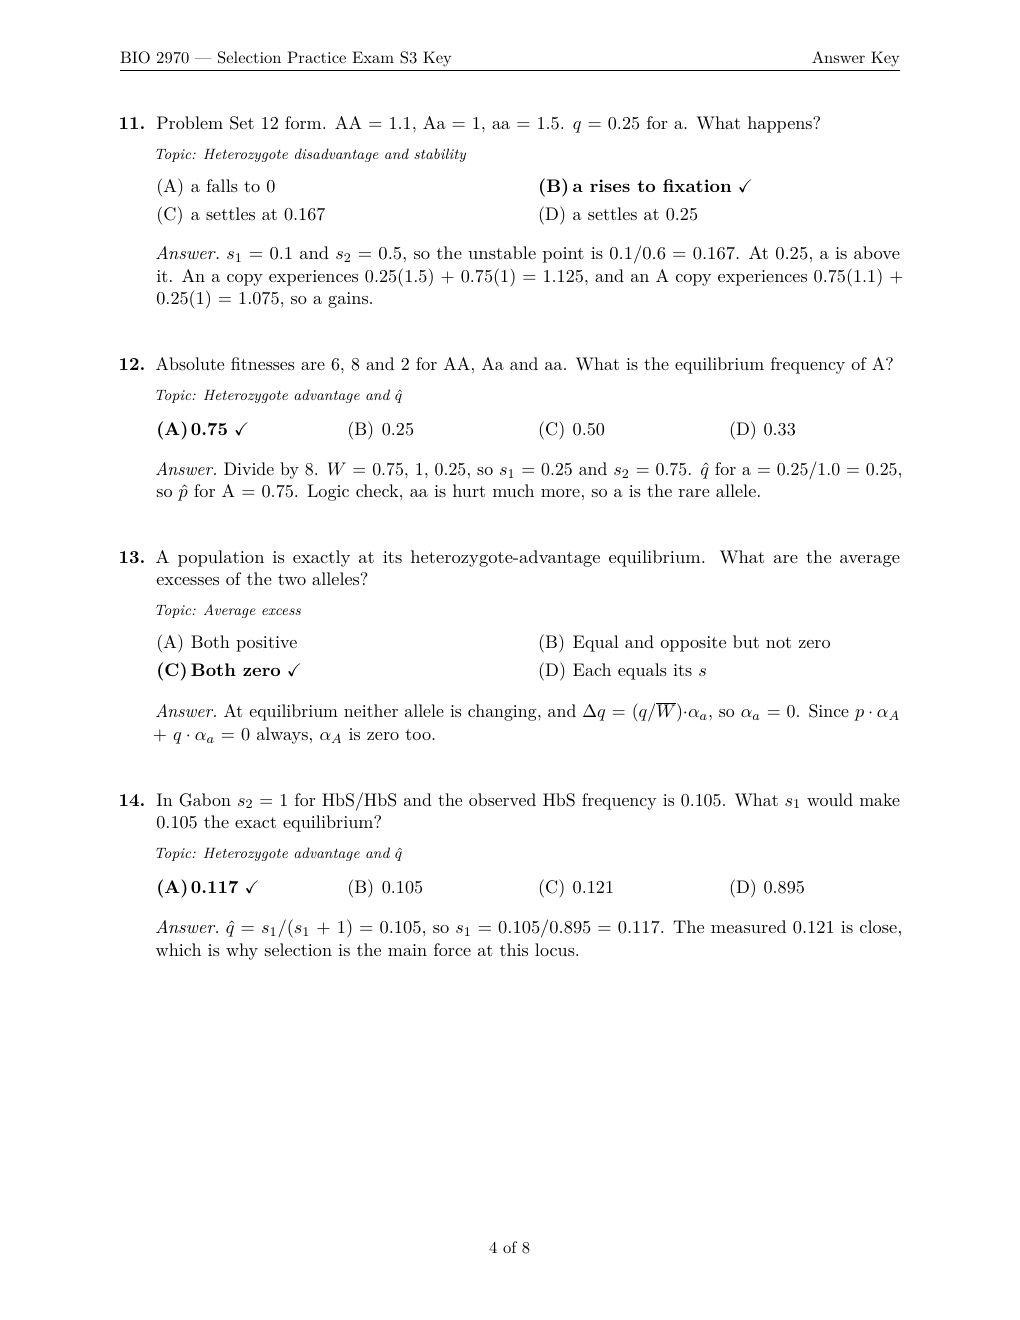 BIO 2970 — Selection Practice Exam S3 Key Answer Key
11. Problem Set 12 form. AA = 1.1, Aa = 1, aa = 1.5. q = 0.25 for a. What happens?
Topic: Heterozygote disadvantage and stability
(A) a falls to 0 (B) a rises to fixation ✓
(C) a settles at 0.167 (D) a settles at 0.25
Answer. s₁ = 0.1 and s₂ = 0.5, so the unstable point is 0.1/0.6 = 0.167. At 0.25, a is above
it. An a copy experiences 0.25(1.5) + 0.75(1) = 1.125, and an A copy experiences 0.75(1.1) +
0.25(1) = 1.075, so a gains.
12. Absolute fitnesses are 6, 8 and 2 for AA, Aa and aa. What is the equilibrium frequency of A?
Topic: Heterozygote advantage and q̂
(A) 0.75 ✓ (B) 0.25 (C) 0.50 (D) 0.33
Answer. Divide by 8. W = 0.75, 1, 0.25, so s₁ = 0.25 and s₂ = 0.75. q̂ for a = 0.25/1.0 = 0.25,
so p̂ for A = 0.75. Logic check, aa is hurt much more, so a is the rare allele.
13. A population is exactly at its heterozygote-advantage equilibrium. What are the average
excesses of the two alleles?
Topic: Average excess
(A) Both positive (B) Equal and opposite but not zero
(C) Both zero ✓ (D) Each equals its s
Answer. At equilibrium neither allele is changing, and Δq = (q/W̅)·αₐ, so αₐ = 0. Since p · α_A
+ q · αₐ = 0 always, α_A is zero too.
14. In Gabon s₂ = 1 for HbS/HbS and the observed HbS frequency is 0.105. What s₁ would make
0.105 the exact equilibrium?
Topic: Heterozygote advantage and q̂
(A) 0.117 ✓ (B) 0.105 (C) 0.121 (D) 0.895
Answer. q̂ = s₁/(s₁ + 1) = 0.105, so s₁ = 0.105/0.895 = 0.117. The measured 0.121 is close,
which is why selection is the main force at this locus.
4 of 8